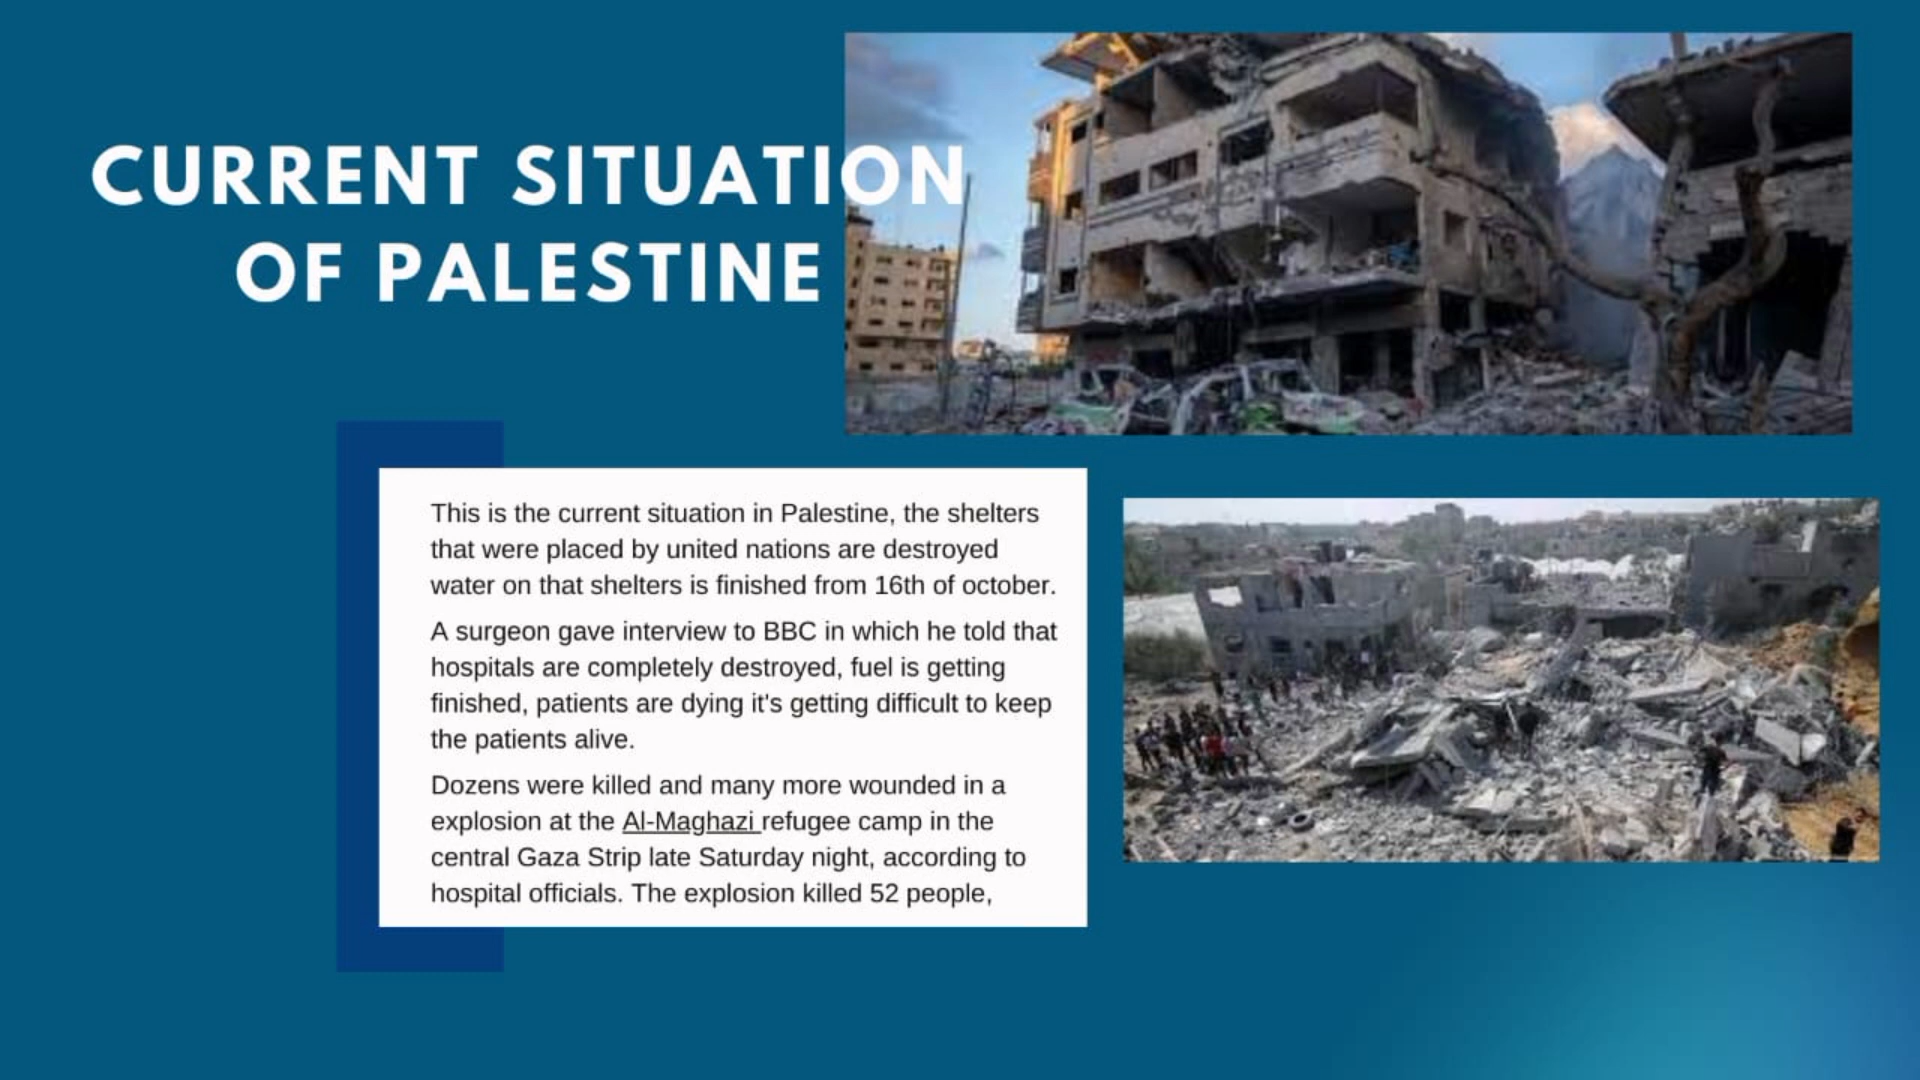 CURRENT SITUATION
OF PALESTINE
This is the current situation in Palestine, the shelters
that were placed by united nations are destroyed
water on that shelters is finished from 16th of october.
A surgeon gave interview to BBC in which he told that
hospitals are completely destroyed, fuel is getting
finished, patients are dying it's getting difficult to keep
the patients alive.
Dozens were killed and many more wounded in a
explosion at the Al-Maghazi refugee camp in the
central Gaza Strip late Saturday night, according to
hospital officials. The explosion killed 52 people,